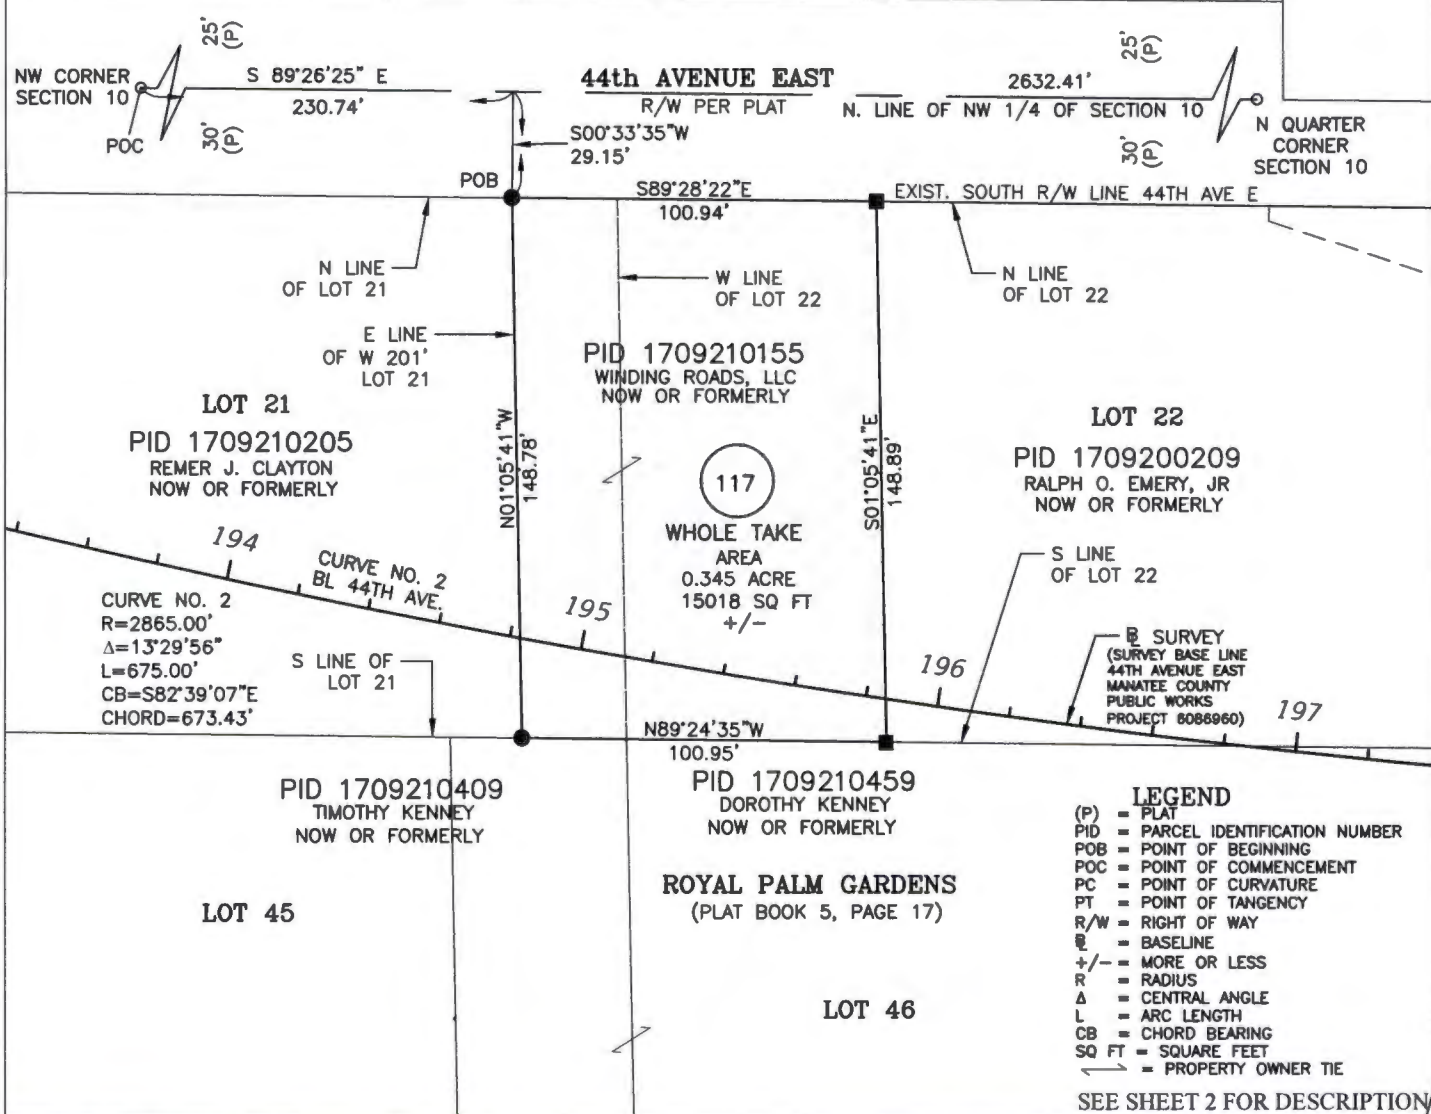 25'
(P)
NW CORNER
SECTION 10
S 89°26'25" E
230.74'
POC
30'
(P)
44th AVENUE EAST
R/W PER PLAT
2632.41'
N. LINE OF NW 1/4 OF SECTION 10
25'
(P)
30'
(P)
N QUARTER
CORNER
SECTION 10
S00°33'35"W
29.15'
POB
S89°28'22"E
100.94'
EXIST. SOUTH R/W LINE 44TH AVE E
N LINE
OF LOT 21
W LINE
OF LOT 22
N LINE
OF LOT 22
E LINE
OF W 201'
LOT 21
PID 1709210155
WINDING ROADS, LLC
NOW OR FORMERLY
LOT 21
PID 1709210205
REMER J. CLAYTON
NOW OR FORMERLY
N01°05'41"W
148.78'
117
WHOLE TAKE
AREA
0.345 ACRE
15018 SQ FT
+/-
S01°05'41"E
148.89'
LOT 22
PID 1709200209
RALPH O. EMERY, JR
NOW OR FORMERLY
S LINE
OF LOT 22
194
CURVE NO. 2
BL 44TH AVE.
195
196
197
CURVE NO. 2
R=2865.00'
Δ=13°29'56"
L=675.00'
CB=S82°39'07"E
CHORD=673.43'
S LINE OF
LOT 21
BL SURVEY
(SURVEY BASE LINE
44TH AVENUE EAST
MANATEE COUNTY
PUBLIC WORKS
PROJECT 6086960)
N89°24'35"W
100.95'
PID 1709210409
TIMOTHY KENNEY
NOW OR FORMERLY
PID 1709210459
DOROTHY KENNEY
NOW OR FORMERLY
ROYAL PALM GARDENS
(PLAT BOOK 5, PAGE 17)
LOT 45
LOT 46
LEGEND
(P) = PLAT
PID = PARCEL IDENTIFICATION NUMBER
POB = POINT OF BEGINNING
POC = POINT OF COMMENCEMENT
PC = POINT OF CURVATURE
PT = POINT OF TANGENCY
R/W = RIGHT OF WAY
BL = BASELINE
+/- = MORE OR LESS
R = RADIUS
Δ = CENTRAL ANGLE
L = ARC LENGTH
CB = CHORD BEARING
SQ FT = SQUARE FEET
= PROPERTY OWNER TIE
SEE SHEET 2 FOR DESCRIPTION